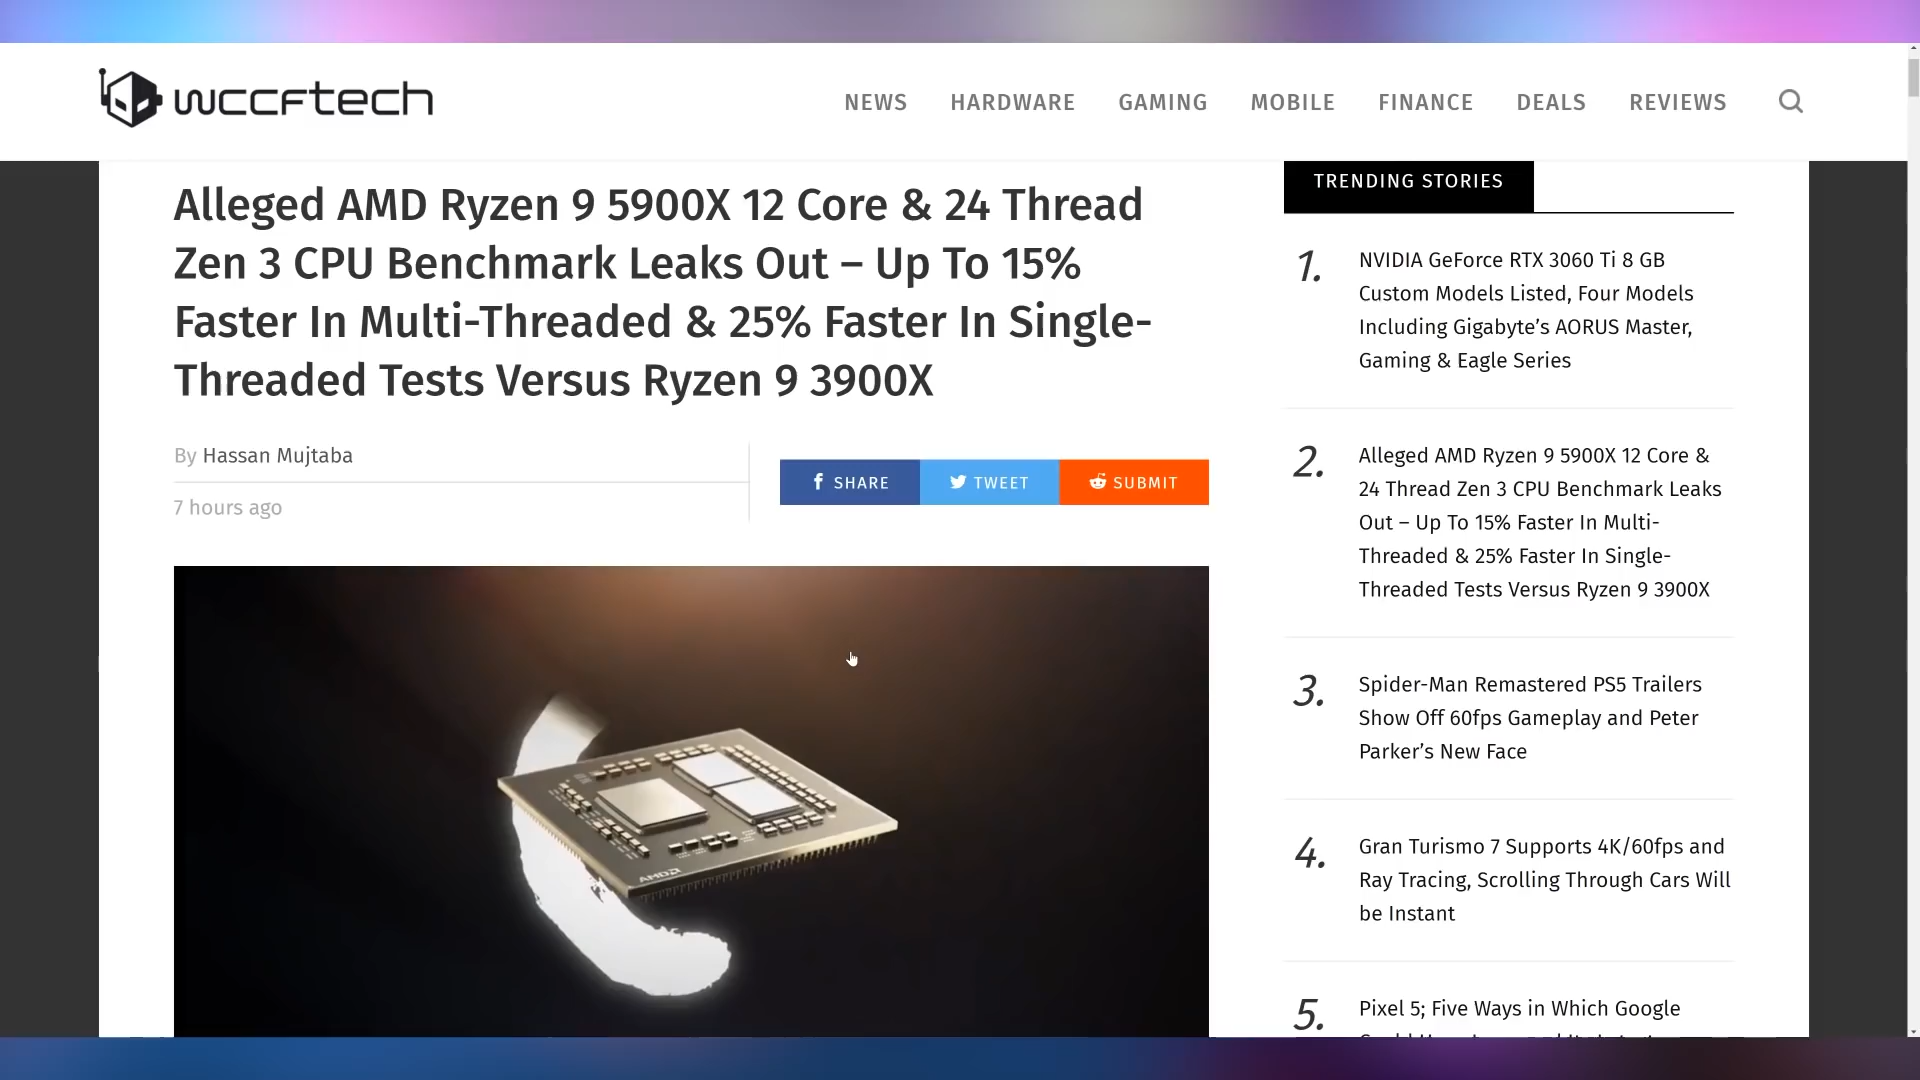 wccftech
NEWS HARDWARE GAMING MOBILE FINANCE DEALS REVIEWS
Alleged AMD Ryzen 9 5900X 12 Core & 24 Thread
Zen 3 CPU Benchmark Leaks Out – Up To 15%
Faster In Multi-Threaded & 25% Faster In Single-
Threaded Tests Versus Ryzen 9 3900X
By Hassan Mujtaba
7 hours ago
SHARE TWEET SUBMIT
AMD
TRENDING STORIES
1. NVIDIA GeForce RTX 3060 Ti 8 GB
Custom Models Listed, Four Models
Including Gigabyte’s AORUS Master,
Gaming & Eagle Series
2. Alleged AMD Ryzen 9 5900X 12 Core &
24 Thread Zen 3 CPU Benchmark Leaks
Out – Up To 15% Faster In Multi-
Threaded & 25% Faster In Single-
Threaded Tests Versus Ryzen 9 3900X
3. Spider-Man Remastered PS5 Trailers
Show Off 60fps Gameplay and Peter
Parker’s New Face
4. Gran Turismo 7 Supports 4K/60fps and
Ray Tracing, Scrolling Through Cars Will
be Instant
5. Pixel 5; Five Ways in Which Google